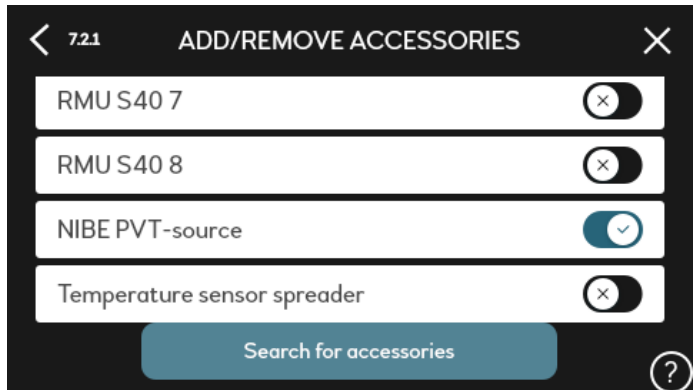 7.2.1 ADD/REMOVE ACCESSORIES
RMU S40 7
RMU S40 8
NIBE PVT-source
Temperature sensor spreader
Search for accessories
?